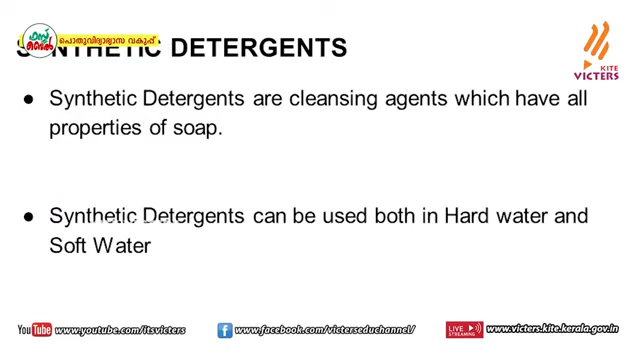 ഫസ്റ്റ് ബെൽ
പൊതുവിദ്യാഭ്യാസ വകുപ്പ്
SYNTHETIC DETERGENTS
KITE
VICTERS
● Synthetic Detergents are cleansing agents which have all
properties of soap.
● Synthetic Detergents can be used both in Hard water and
Soft Water
YouTube www.youtube.com/itsvicters
f www.facebook.com/victerseduchannel/
LIVE STREAMING www.victers.kite.kerala.gov.in